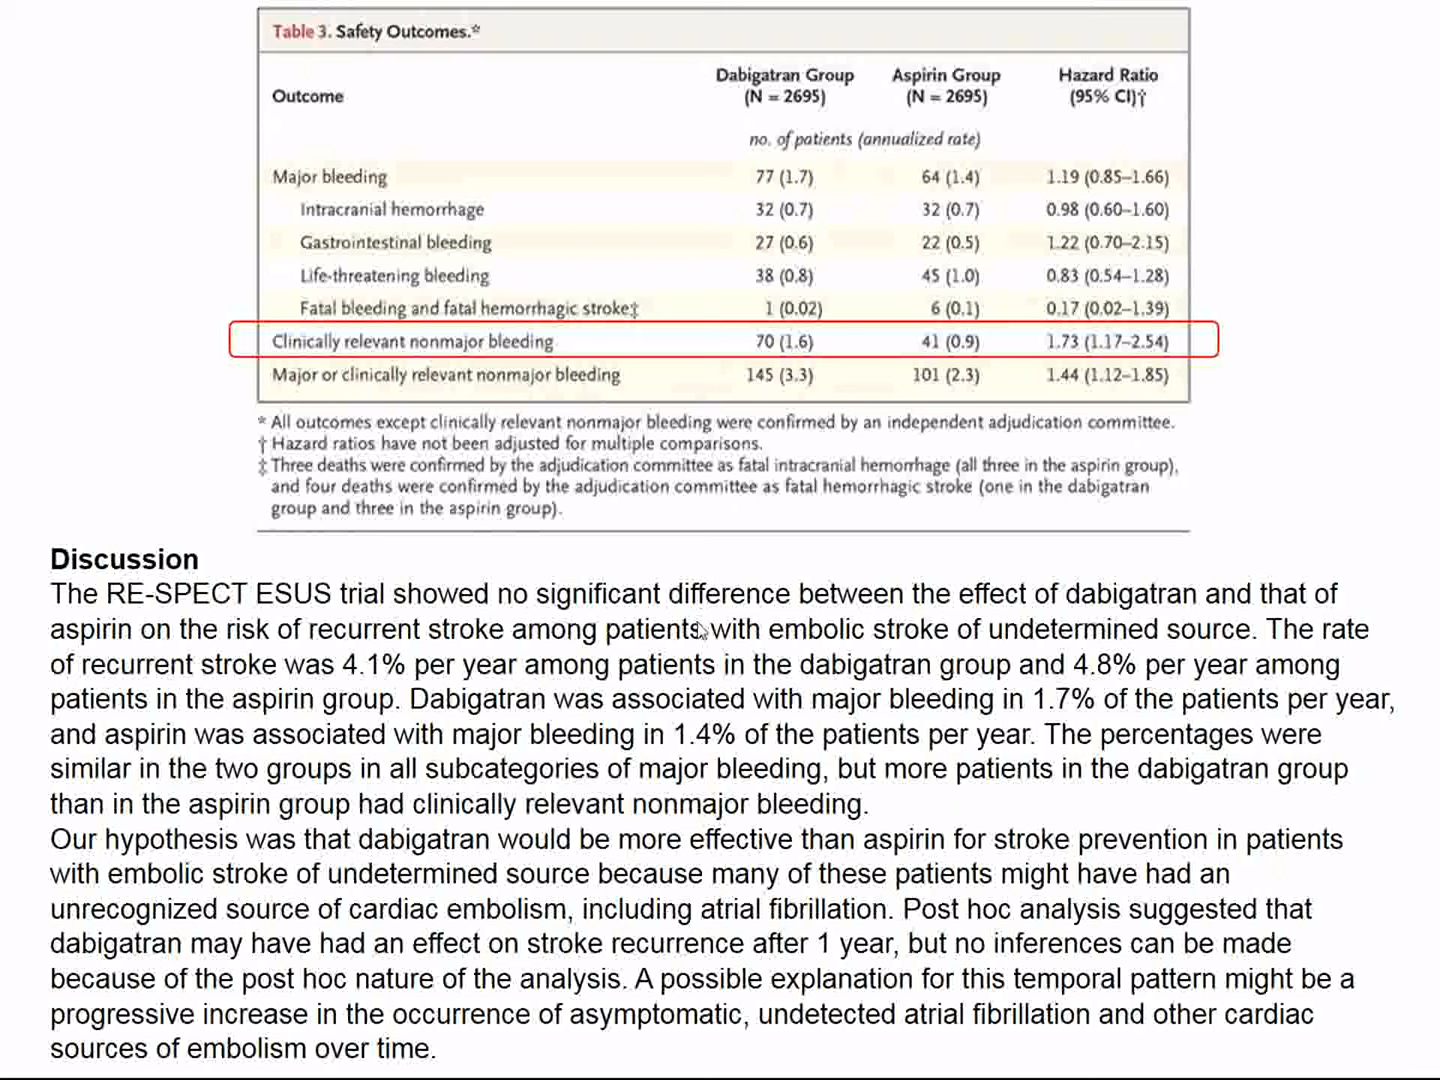 Table 3. Safety Outcomes.*
Outcome Dabigatran Group (N = 2695) Aspirin Group (N = 2695) Hazard Ratio (95% CI)†
no. of patients (annualized rate)
Major bleeding 77 (1.7) 64 (1.4) 1.19 (0.85–1.66)
Intracranial hemorrhage 32 (0.7) 32 (0.7) 0.98 (0.60–1.60)
Gastrointestinal bleeding 27 (0.6) 22 (0.5) 1.22 (0.70–2.15)
Life-threatening bleeding 38 (0.8) 45 (1.0) 0.83 (0.54–1.28)
Fatal bleeding and fatal hemorrhagic stroke‡ 1 (0.02) 6 (0.1) 0.17 (0.02–1.39)
Clinically relevant nonmajor bleeding 70 (1.6) 41 (0.9) 1.73 (1.17–2.54)
Major or clinically relevant nonmajor bleeding 145 (3.3) 101 (2.3) 1.44 (1.12–1.85)
* All outcomes except clinically relevant nonmajor bleeding were confirmed by an independent adjudication committee.
† Hazard ratios have not been adjusted for multiple comparisons.
‡ Three deaths were confirmed by the adjudication committee as fatal intracranial hemorrhage (all three in the aspirin group),
and four deaths were confirmed by the adjudication committee as fatal hemorrhagic stroke (one in the dabigatran
group and three in the aspirin group).
Discussion
The RE-SPECT ESUS trial showed no significant difference between the effect of dabigatran and that of
aspirin on the risk of recurrent stroke among patients with embolic stroke of undetermined source. The rate
of recurrent stroke was 4.1% per year among patients in the dabigatran group and 4.8% per year among
patients in the aspirin group. Dabigatran was associated with major bleeding in 1.7% of the patients per year,
and aspirin was associated with major bleeding in 1.4% of the patients per year. The percentages were
similar in the two groups in all subcategories of major bleeding, but more patients in the dabigatran group
than in the aspirin group had clinically relevant nonmajor bleeding.
Our hypothesis was that dabigatran would be more effective than aspirin for stroke prevention in patients
with embolic stroke of undetermined source because many of these patients might have had an
unrecognized source of cardiac embolism, including atrial fibrillation. Post hoc analysis suggested that
dabigatran may have had an effect on stroke recurrence after 1 year, but no inferences can be made
because of the post hoc nature of the analysis. A possible explanation for this temporal pattern might be a
progressive increase in the occurrence of asymptomatic, undetected atrial fibrillation and other cardiac
sources of embolism over time.